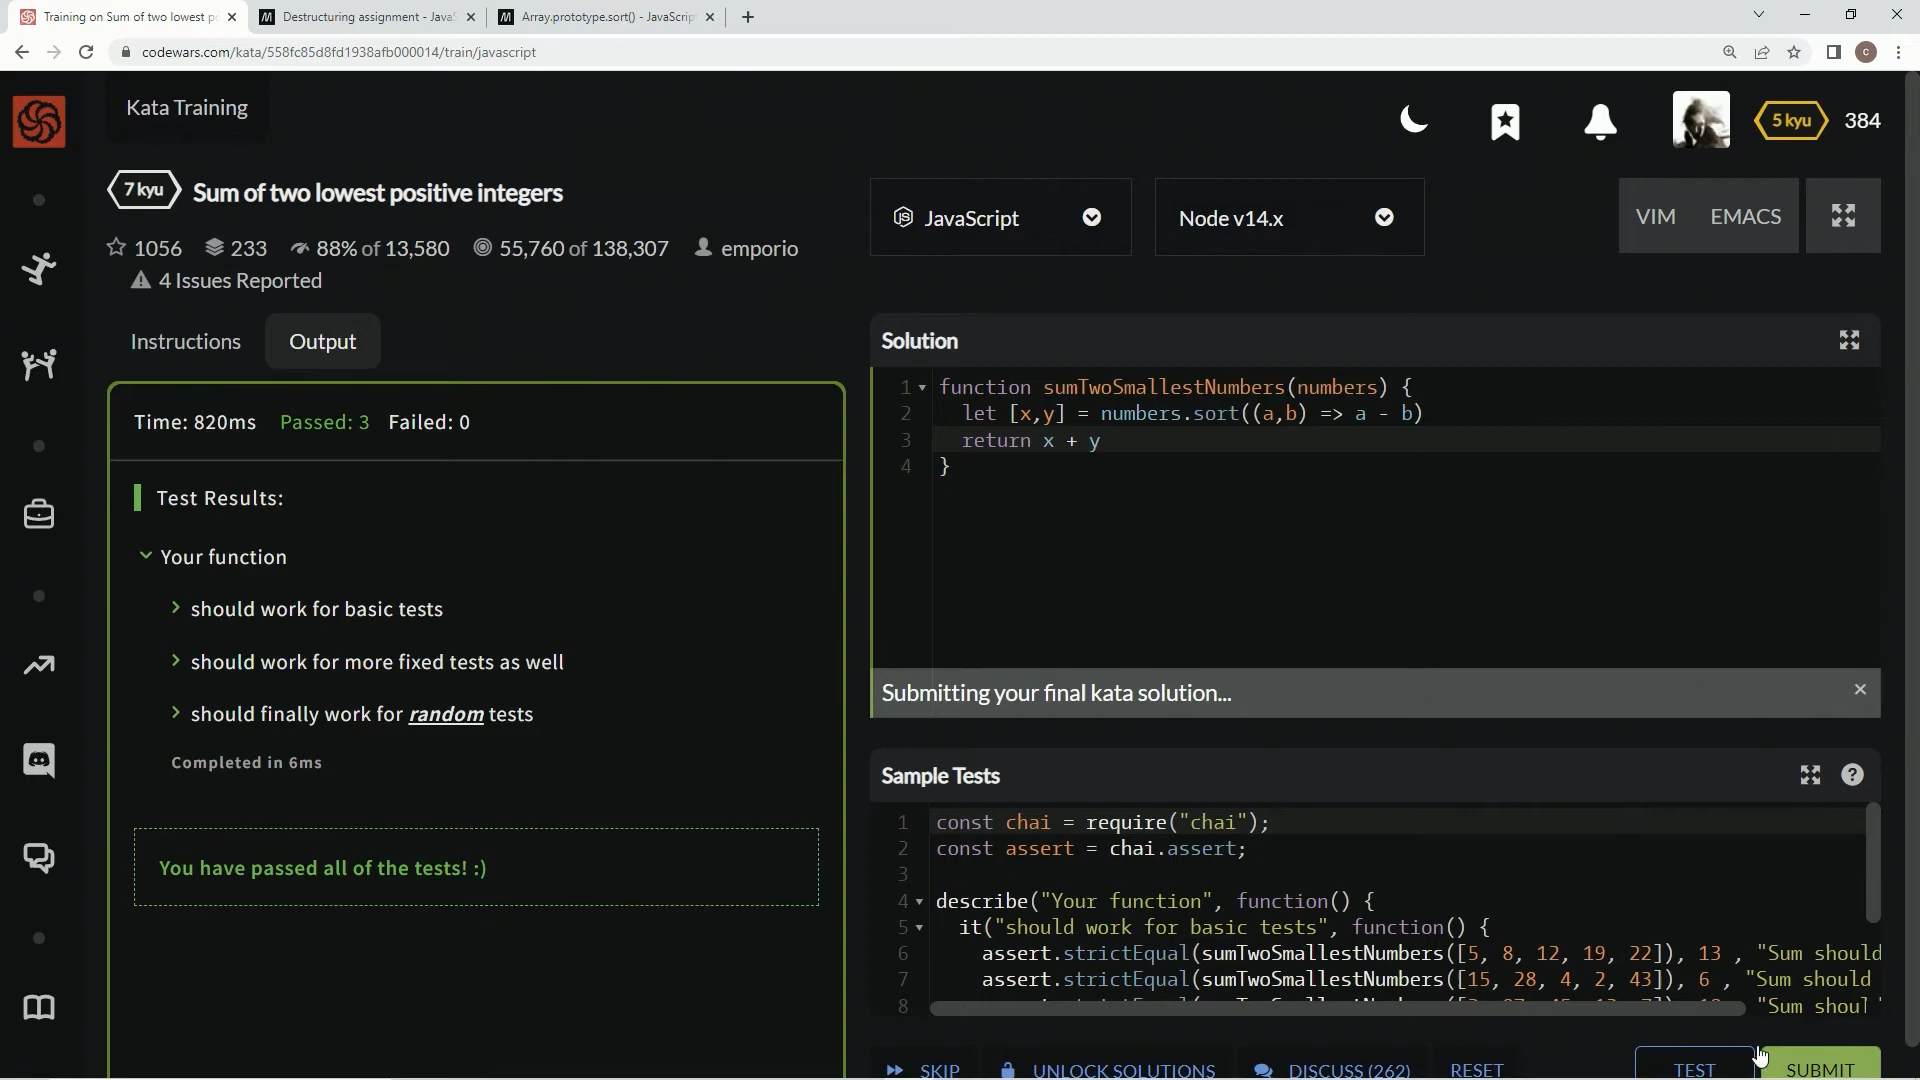 Training on Sum of two lowest po
Destructuring assignment - JavaS
Array.prototype.sort() - JavaScrip
codewars.com/kata/558fc85d8fd1938afb000014/train/javascript
C
Kata Training
5 kyu
384
7 kyu
Sum of two lowest positive integers
1056
233
88% of 13,580
55,760 of 138,307
emporio
4 Issues Reported
JavaScript
Node v14.x
VIM
EMACS
Instructions
Output
Time: 820ms Passed: 3 Failed: 0
Test Results:
Your function
should work for basic tests
should work for more fixed tests as well
should finally work for random tests
Completed in 6ms
You have passed all of the tests! :)
Solution
1 function sumTwoSmallestNumbers(numbers) {
2 let [x,y] = numbers.sort((a,b) => a - b)
3 return x + y
4 }
Submitting your final kata solution...
Sample Tests
1 const chai = require("chai");
2 const assert = chai.assert;
3
4 describe("Your function", function() {
5 it("should work for basic tests", function() {
6 assert.strictEqual(sumTwoSmallestNumbers([5, 8, 12, 19, 22]), 13 , "Sum should
7 assert.strictEqual(sumTwoSmallestNumbers([15, 28, 4, 2, 43]), 6 , "Sum should
8 "Sum shoul
SKIP
UNLOCK SOLUTIONS
DISCUSS (262)
RESET
TEST
SUBMIT